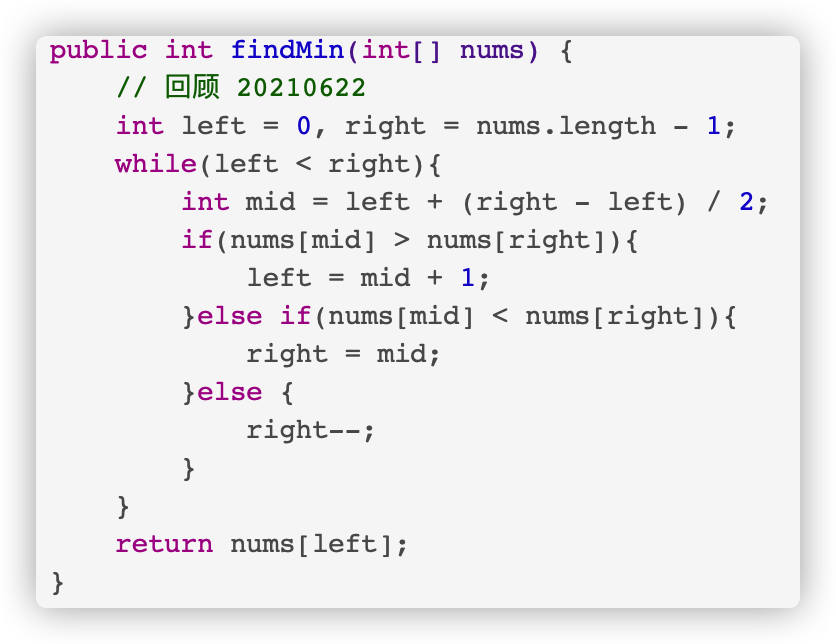 public int findMin(int[] nums) {
    // 回顾 20210622
    int left = 0, right = nums.length - 1;
    while(left < right){
        int mid = left + (right - left) / 2;
        if(nums[mid] > nums[right]){
            left = mid + 1;
        }else if(nums[mid] < nums[right]){
            right = mid;
        }else {
            right--;
        }
    }
    return nums[left];
}